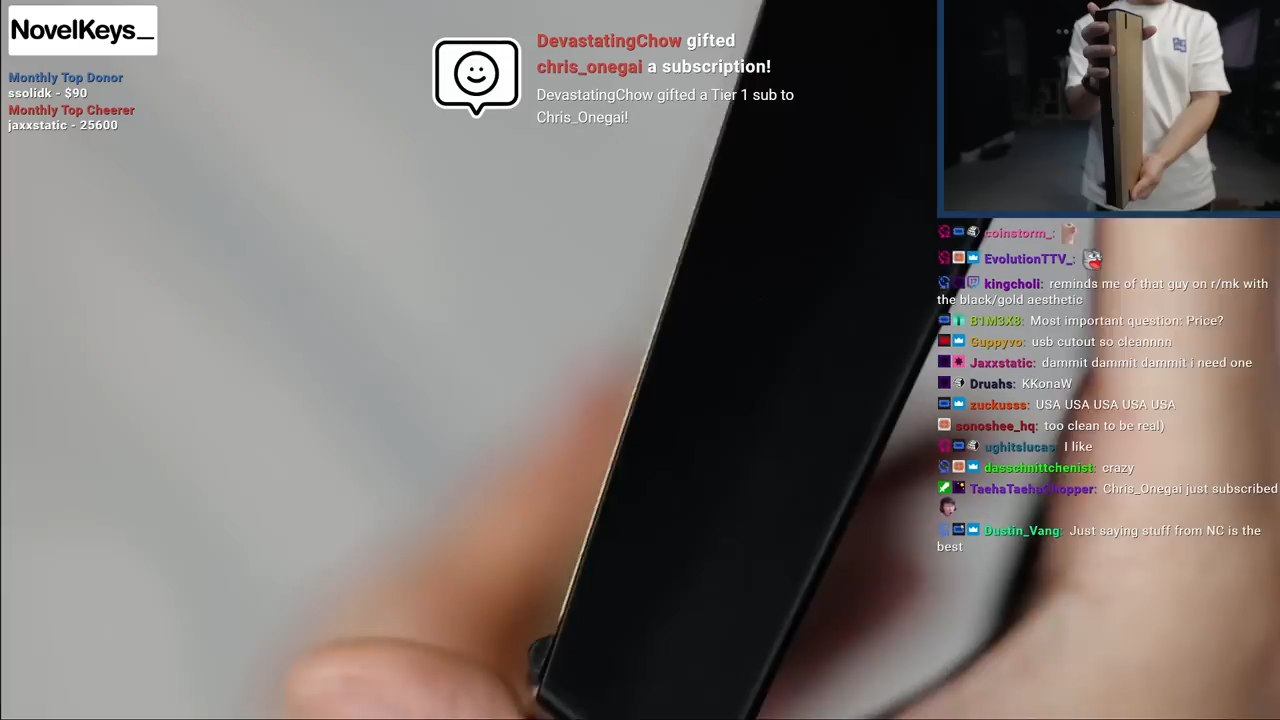 NovelKeys_
Monthly Top Donor
ssolidk - $90
Monthly Top Cheerer
jaxxstatic - 25600
DevastatingChow gifted
chris_onegai a subscription!
DevastatingChow gifted a Tier 1 sub to
Chris_Onegai!
coinstorm_:
EvolutionTTV_:
kingcholi: reminds me of that guy on r/mk with
the black/gold aesthetic
B1M3X8: Most important question: Price?
Guppyvo: usb cutout so cleannnn
Jaxxstatic: dammit dammit dammit i need one
Druahs: KKonaW
zuckusss: USA USA USA USA USA
sonoshee_hq: too clean to be real)
ughitslucas: I like
dasschnittchenist: crazy
TaehaTaehaChopper: Chris_Onegai just subscribed
Dustin_Vang: Just saying stuff from NC is the
best